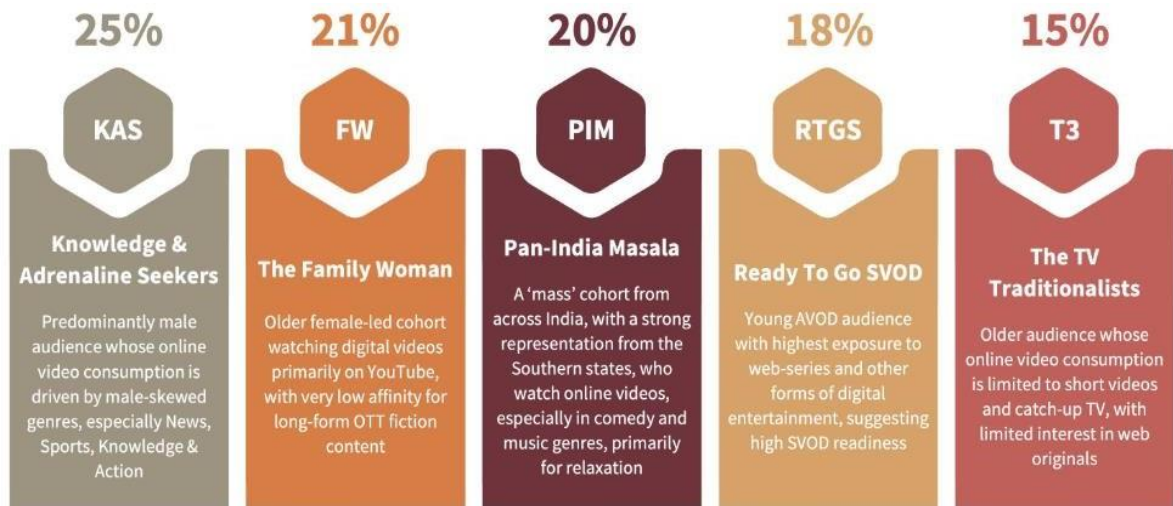 25%
21%
20%
18%
15%
KAS
FW
PIM
RTGS
T3
Knowledge &
Adrenaline Seekers
Predominantly male
audience whose online
video consumption is
driven by male-skewed
genres, especially News,
Sports, Knowledge &
Action
The Family Woman
Older female-led cohort
watching digital videos
primarily on YouTube,
with very low affinity for
long-form OTT fiction
content
Pan-India Masala
A ‘mass’ cohort from
across India, with a strong
representation from the
Southern states, who
watch online videos,
especially in comedy and
music genres, primarily
for relaxation
Ready To Go SVOD
Young AVOD audience
with highest exposure to
web-series and other
forms of digital
entertainment, suggesting
high SVOD readiness
The TV
Traditionalists
Older audience whose
online video consumption
is limited to short videos
and catch-up TV, with
limited interest in web
originals